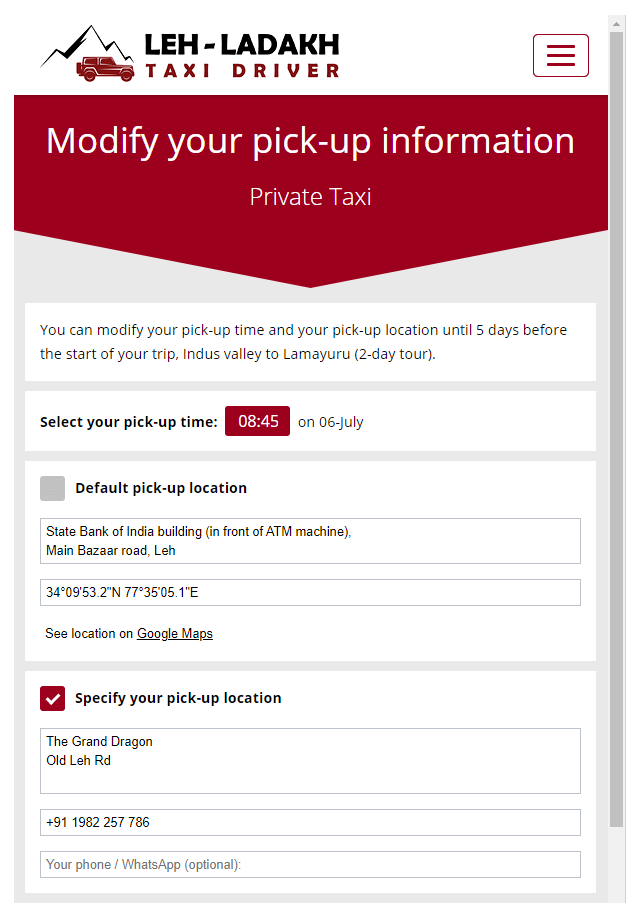 LEH - LADAKH
TAXI DRIVER
Modify your pick-up information
Private Taxi
You can modify your pick-up time and your pick-up location until 5 days before
the start of your trip, Indus valley to Lamayuru (2-day tour).
Select your pick-up time: 08:45 on 06-July
Default pick-up location
State Bank of India building (in front of ATM machine),
Main Bazaar road, Leh
34°09'53.2"N 77°35'05.1"E
See location on Google Maps
Specify your pick-up location
The Grand Dragon
Old Leh Rd
+91 1982 257 786
Your phone / WhatsApp (optional):